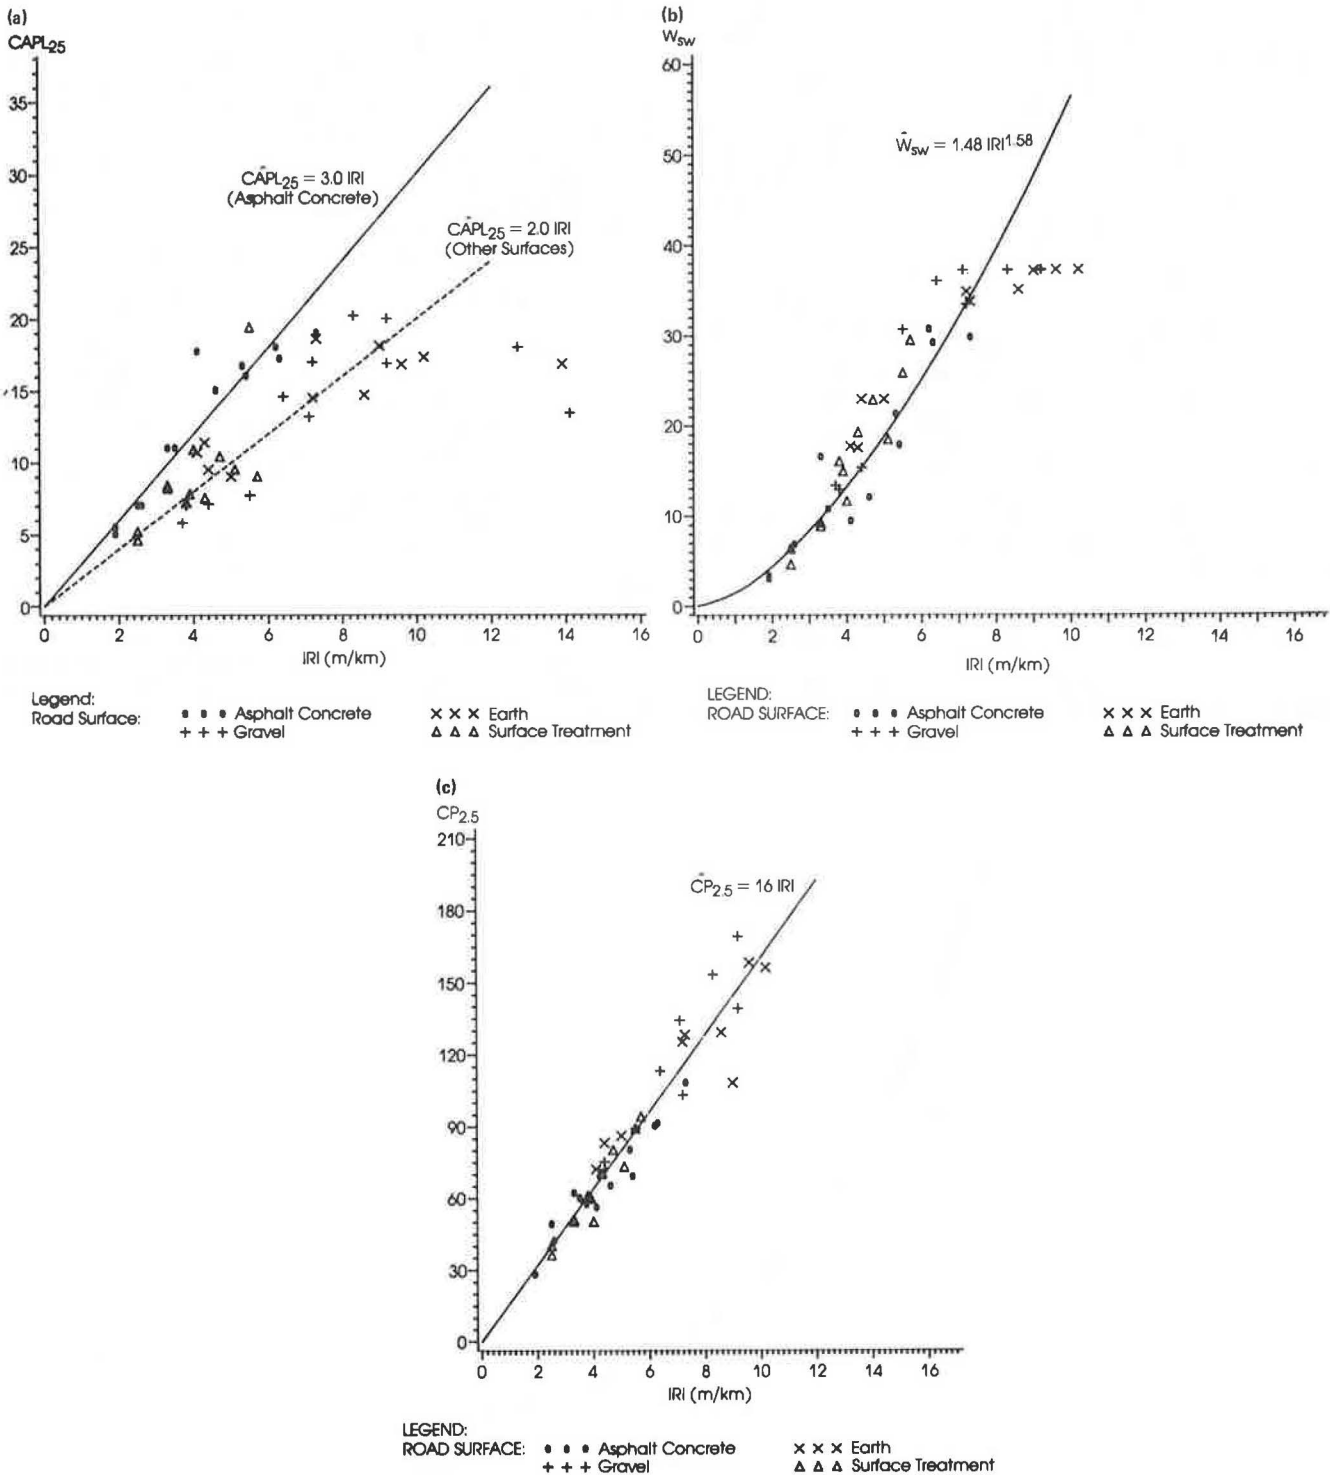 (a)
CAPL25
35
30
25
20
15
10
5
0
0 2 4 6 8 10 12 14 16
IRI (m/km)
CAPL25 = 3.0 IRI
(Asphalt Concrete)
CAPL25 = 2.0 IRI
(Other Surfaces)
Legend:
Road Surface: Asphalt Concrete × × × Earth
+ + + Gravel Δ Δ Δ Surface Treatment
(b)
Wsw
60
50
40
30
20
10
0
0 2 4 6 8 10 12 14 16
IRI (m/km)
Ŵsw = 1.48 IRI1.58
LEGEND:
ROAD SURFACE: Asphalt Concrete × × × Earth
+ + + Gravel Δ Δ Δ Surface Treatment
(c)
CP2.5
210
180
150
120
90
60
30
0
0 2 4 6 8 10 12 14 16
IRI (m/km)
CP2.5 = 16 IRI
LEGEND:
ROAD SURFACE: Asphalt Concrete × × × Earth
+ + + Gravel Δ Δ Δ Surface Treatment